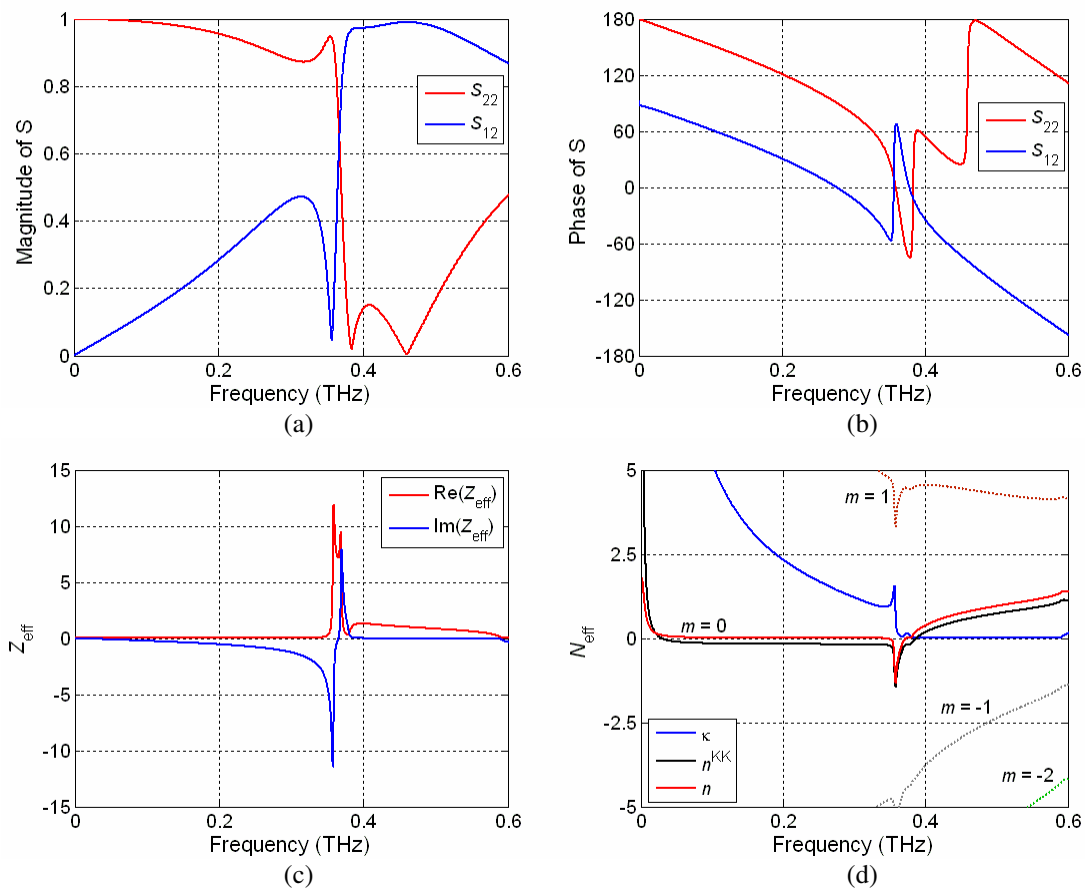 1
0.8
0.6
0.4
0.2
0
0 0.2 0.4 0.6
Magnitude of S
Frequency (THz)
S22
S12
(a)
180
120
60
0
-60
-120
-180
0 0.2 0.4 0.6
Phase of S
Frequency (THz)
S22
S12
(b)
15
10
5
0
-5
-10
-15
0 0.2 0.4 0.6
Zeff
Frequency (THz)
Re(Zeff)
Im(Zeff)
(c)
5
2.5
0
-2.5
-5
0 0.2 0.4 0.6
Neff
Frequency (THz)
m = 1
m = 0
m = -1
m = -2
κ
nKK
n
(d)